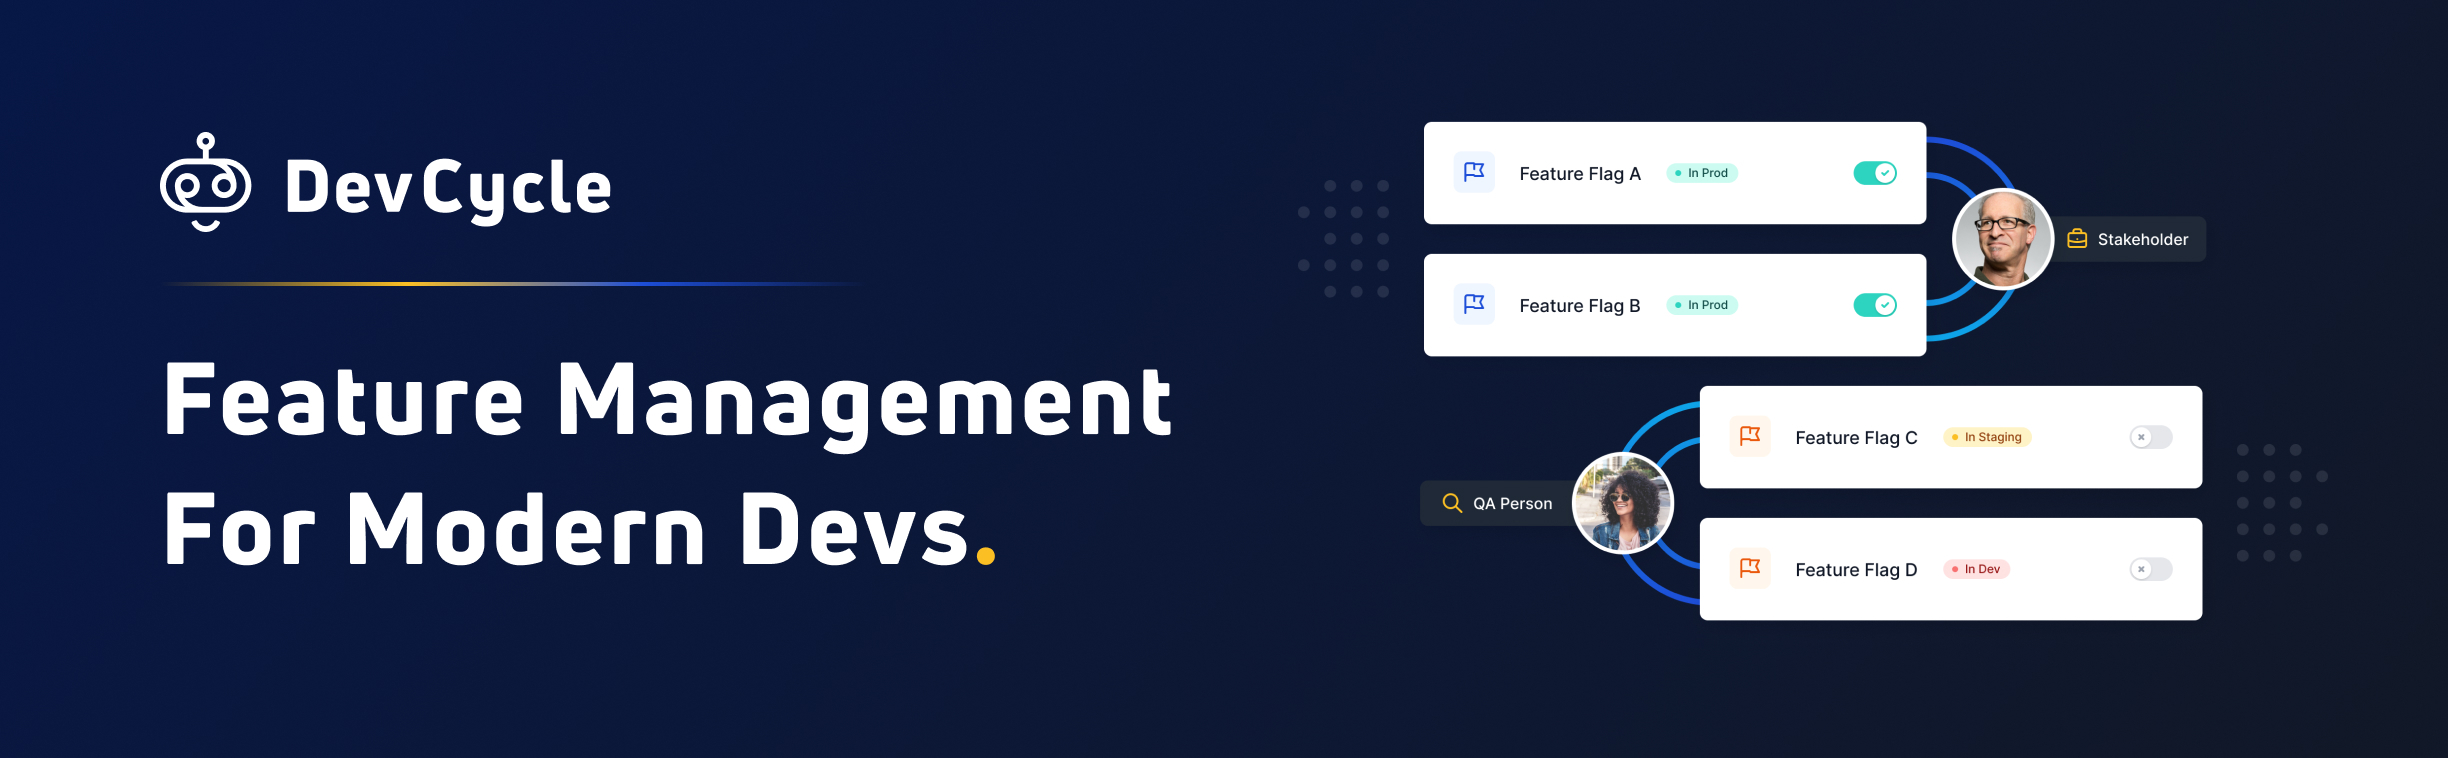 DevCycle
Feature Management
For Modern Devs.
Feature Flag A In Prod
Stakeholder
Feature Flag B In Prod
Feature Flag C In Staging
QA Person
Feature Flag D In Dev